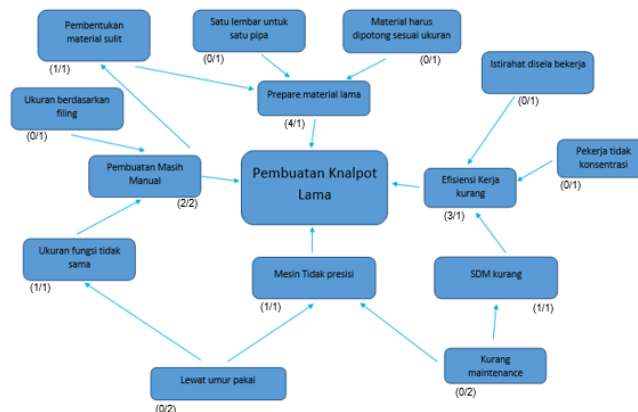 Pembentukan
material sulit
(1/1)
Satu lembar untuk
satu pipa
(0/1)
Material harus
dipotong sesuai ukuran
(0/1)
Istirahat disela bekerja
(0/1)
Ukuran berdasarkan
filing
(0/1)
Prepare material lama
(4/1)
Pekerja tidak
konsentrasi
(0/1)
Pembuatan Masih
Manual
(2/2)
Pembuatan Knalpot
Lama
Efisiensi Kerja
kurang
(3/1)
Ukuran fungsi tidak
sama
(1/1)
Mesin Tidak presisi
(1/1)
SDM kurang
(1/1)
Lewat umur pakai
(0/2)
Kurang
maintenance
(0/2)